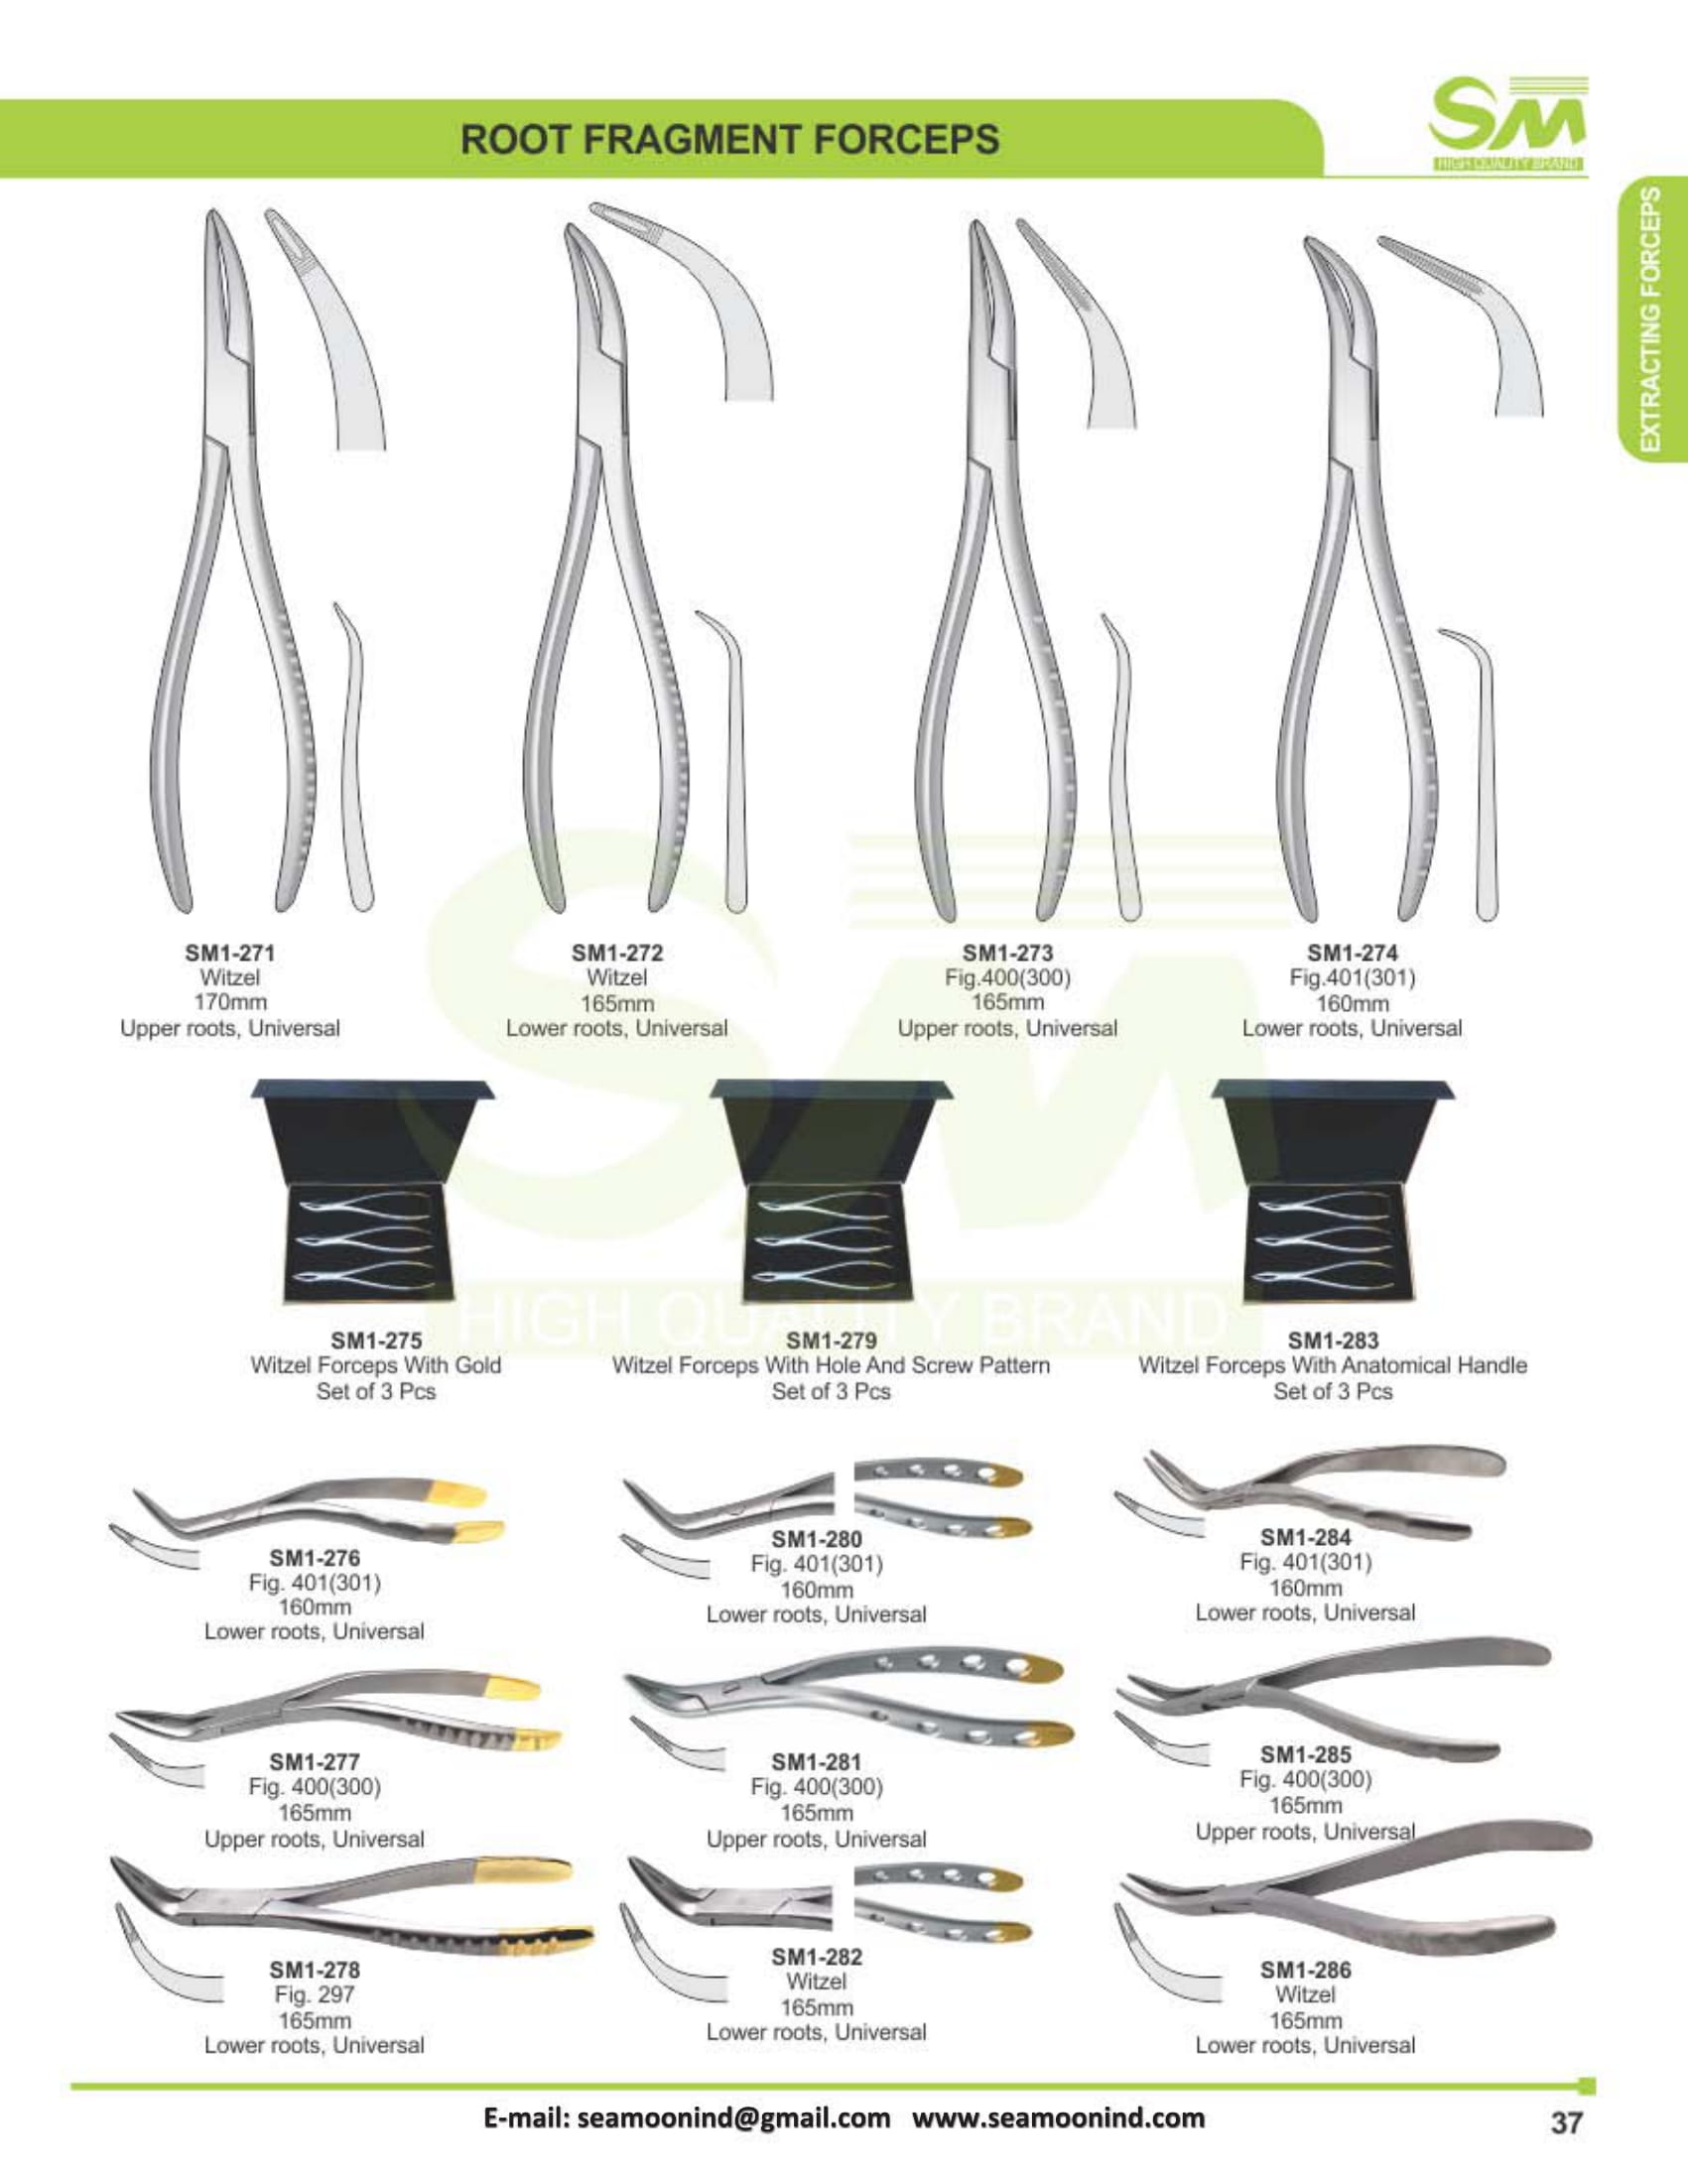 ROOT FRAGMENT FORCEPS
SM
HIGH QUALITY BRAND
EXTRACTING FORCEPS
SM1-271
Witzel
170mm
Upper roots, Universal
SM1-272
Witzel
165mm
Lower roots, Universal
SM1-273
Fig.400(300)
165mm
Upper roots, Universal
SM1-274
Fig.401(301)
160mm
Lower roots, Universal
SM
HIGH QUALITY BRAND
SM1-275
Witzel Forceps With Gold
Set of 3 Pcs
SM1-279
Witzel Forceps With Hole And Screw Pattern
Set of 3 Pcs
SM1-283
Witzel Forceps With Anatomical Handle
Set of 3 Pcs
SM1-276
Fig. 401(301)
160mm
Lower roots, Universal
SM1-280
Fig. 401(301)
160mm
Lower roots, Universal
SM1-284
Fig. 401(301)
160mm
Lower roots, Universal
SM1-277
Fig. 400(300)
165mm
Upper roots, Universal
SM1-281
Fig. 400(300)
165mm
Upper roots, Universal
SM1-285
Fig. 400(300)
165mm
Upper roots, Universal
SM1-278
Fig. 297
165mm
Lower roots, Universal
SM1-282
Witzel
165mm
Lower roots, Universal
SM1-286
Witzel
165mm
Lower roots, Universal
E-mail: seamoonind@gmail.com www.seamoonind.com
37